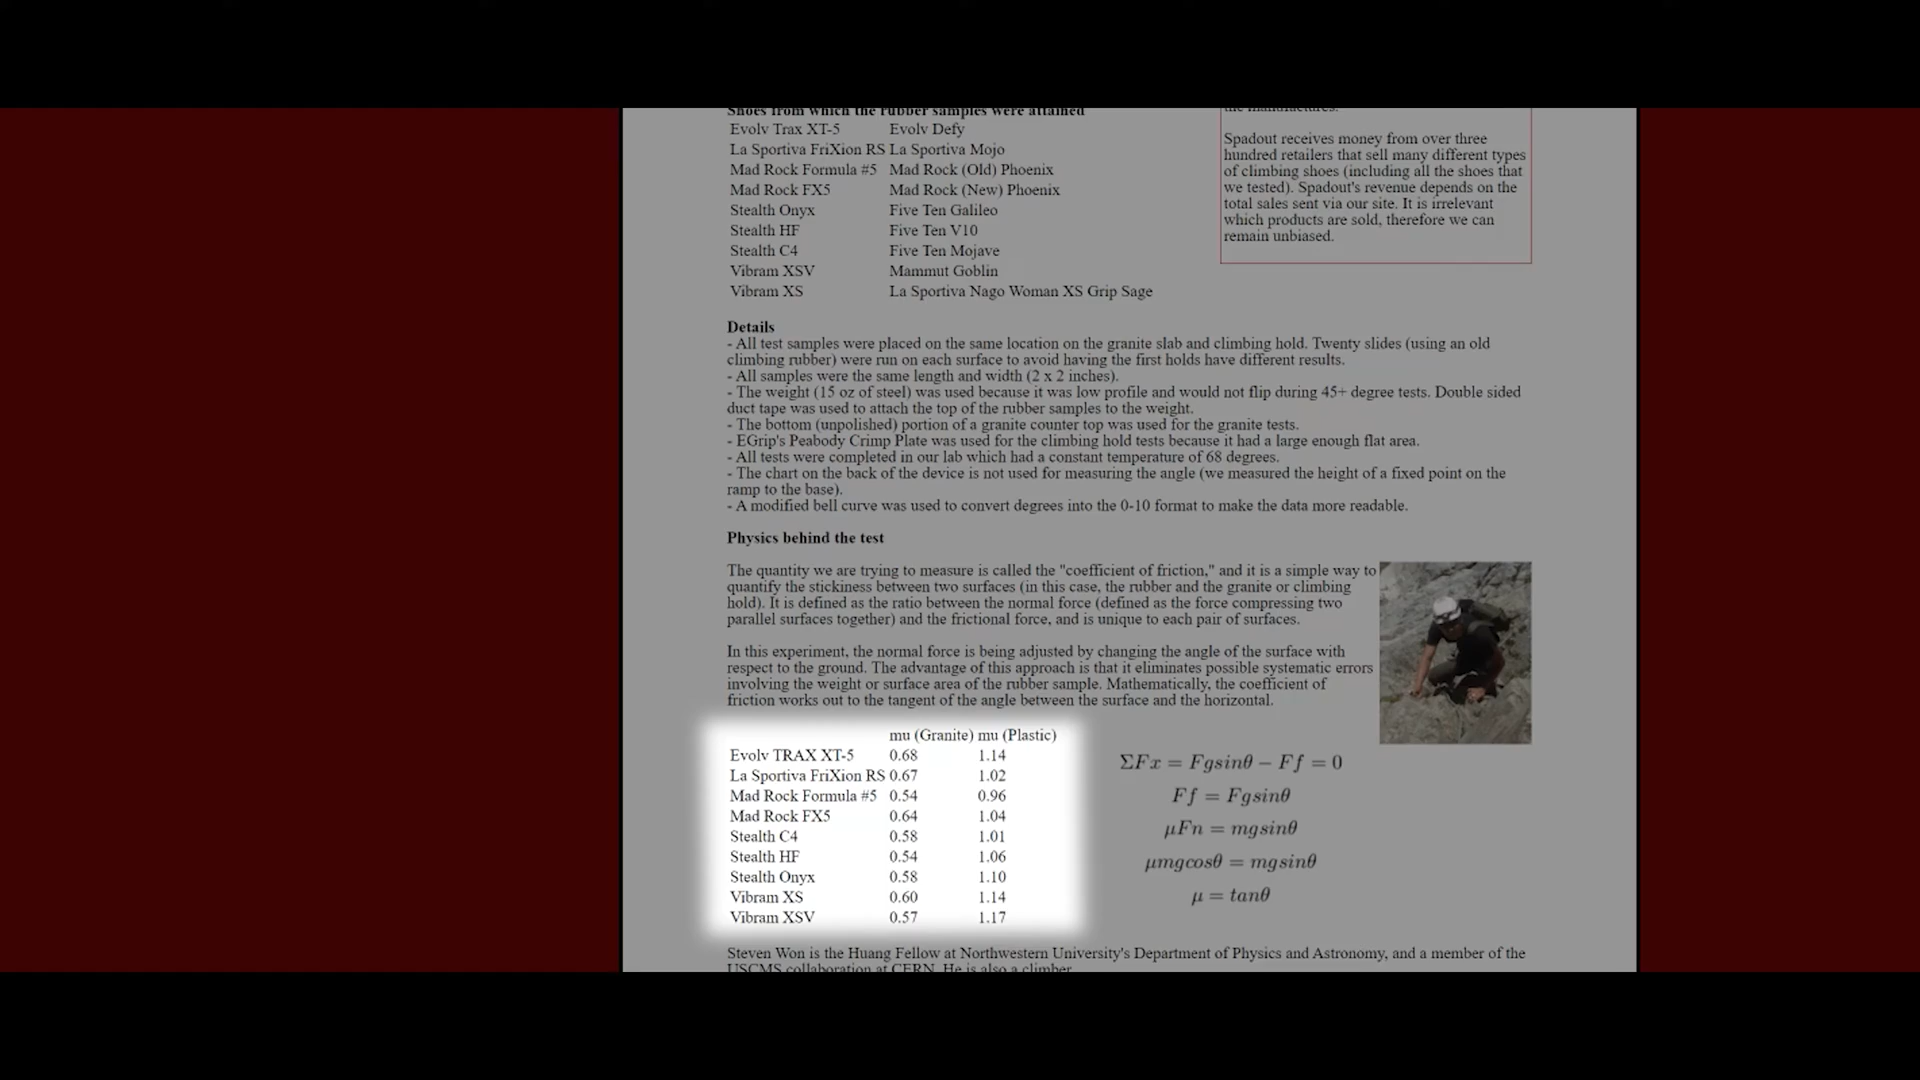 Shoes from which the rubber samples were attained
Evolv Trax XT-5 Evolv Defy
La Sportiva FriXion RS La Sportiva Mojo
Mad Rock Formula #5 Mad Rock (Old) Phoenix
Mad Rock FX5 Mad Rock (New) Phoenix
Stealth Onyx Five Ten Galileo
Stealth HF Five Ten V10
Stealth C4 Five Ten Mojave
Vibram XSV Mammut Goblin
Vibram XS La Sportiva Nago Woman XS Grip Sage
the manufactures.
Spadout receives money from over three
hundred retailers that sell many different types
of climbing shoes (including all the shoes that
we tested). Spadout's revenue depends on the
total sales sent via our site. It is irrelevant
which products are sold, therefore we can
remain unbiased.
Details
- All test samples were placed on the same location on the granite slab and climbing hold. Twenty slides (using an old
climbing rubber) were run on each surface to avoid having the first holds have different results.
- All samples were the same length and width (2 x 2 inches).
- The weight (15 oz of steel) was used because it was low profile and would not flip during 45+ degree tests. Double sided
duct tape was used to attach the top of the rubber samples to the weight.
- The bottom (unpolished) portion of a granite counter top was used for the granite tests.
- EGrip's Peabody Crimp Plate was used for the climbing hold tests because it had a large enough flat area.
- All tests were completed in our lab which had a constant temperature of 68 degrees.
- The chart on the back of the device is not used for measuring the angle (we measured the height of a fixed point on the
ramp to the base).
- A modified bell curve was used to convert degrees into the 0-10 format to make the data more readable.
Physics behind the test
The quantity we are trying to measure is called the "coefficient of friction," and it is a simple way to
quantify the stickiness between two surfaces (in this case, the rubber and the granite or climbing
hold). It is defined as the ratio between the normal force (defined as the force compressing two
parallel surfaces together) and the frictional force, and is unique to each pair of surfaces.
In this experiment, the normal force is being adjusted by changing the angle of the surface with
respect to the ground. The advantage of this approach is that it eliminates possible systematic errors
involving the weight or surface area of the rubber sample. Mathematically, the coefficient of
friction works out to the tangent of the angle between the surface and the horizontal.
mu (Granite) mu (Plastic)
Evolv TRAX XT-5 0.68 1.14
La Sportiva FriXion RS 0.67 1.02
Mad Rock Formula #5 0.54 0.96
Mad Rock FX5 0.64 1.04
Stealth C4 0.58 1.01
Stealth HF 0.54 1.06
Stealth Onyx 0.58 1.10
Vibram XS 0.60 1.14
Vibram XSV 0.57 1.17
ΣFx = Fgsinθ − Ff = 0
Ff = Fgsinθ
μFn = mgsinθ
μmgcosθ = mgsinθ
μ = tanθ
Steven Won is the Huang Fellow at Northwestern University's Department of Physics and Astronomy, and a member of the
USCMS collaboration at CERN. He is also a climber.